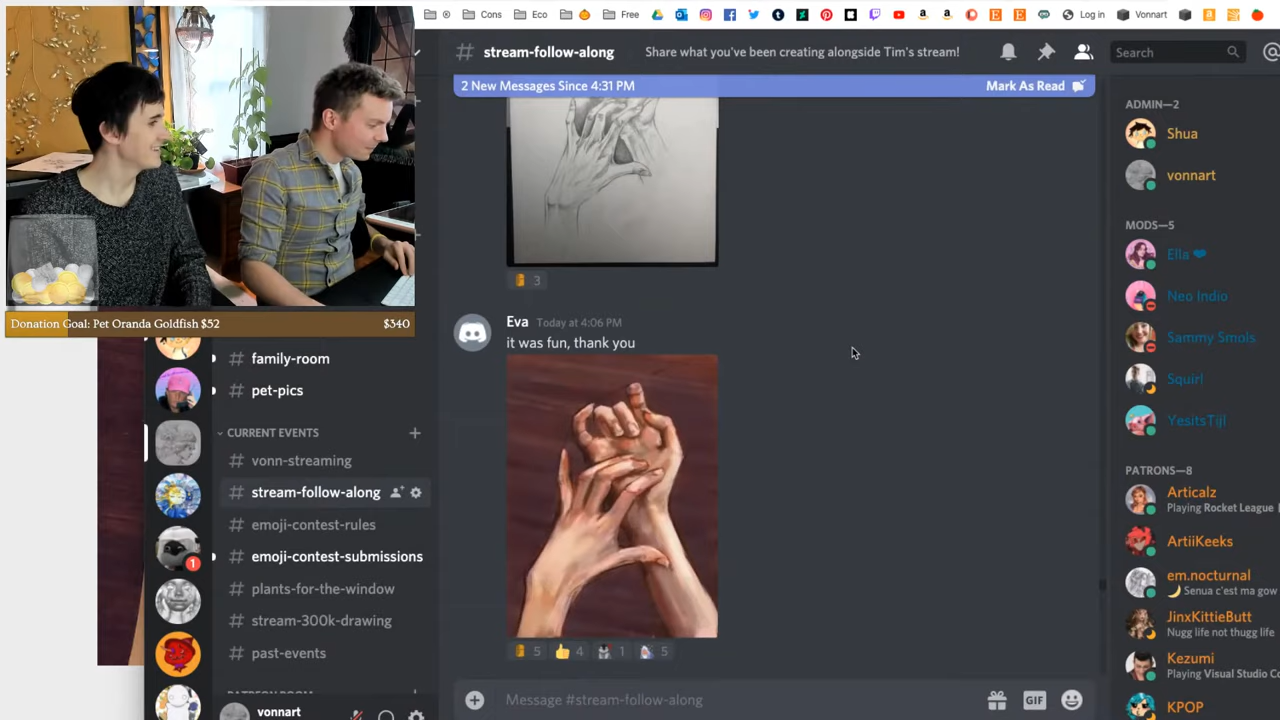 Cons
Eco
Free
Log in
Vonnart
stream-follow-along
Share what you've been creating alongside Tim's stream!
Search
2 New Messages Since 4:31 PM
Mark As Read
3
Eva Today at 4:06 PM
it was fun, thank you
5 4 1 5
Message #stream-follow-along
GIF
Donation Goal: Pet Oranda Goldfish $52
$340
family-room
pet-pics
CURRENT EVENTS
vonn-streaming
stream-follow-along
emoji-contest-rules
emoji-contest-submissions
1
plants-for-the-window
stream-300k-drawing
past-events
PATREON ROOM
vonnart
ADMIN—2
Shua
vonnart
MODS—5
Ella
Neo Indio
Sammy Smols
Squirl
YesitsTijl
PATRONS—8
Articalz
Playing Rocket League
ArtiiKeeks
em.nocturnal
Senua c'est ma gow
JinxKittieButt
Nugg life not thugg life
Kezumi
Playing Visual Studio Co
KPOP